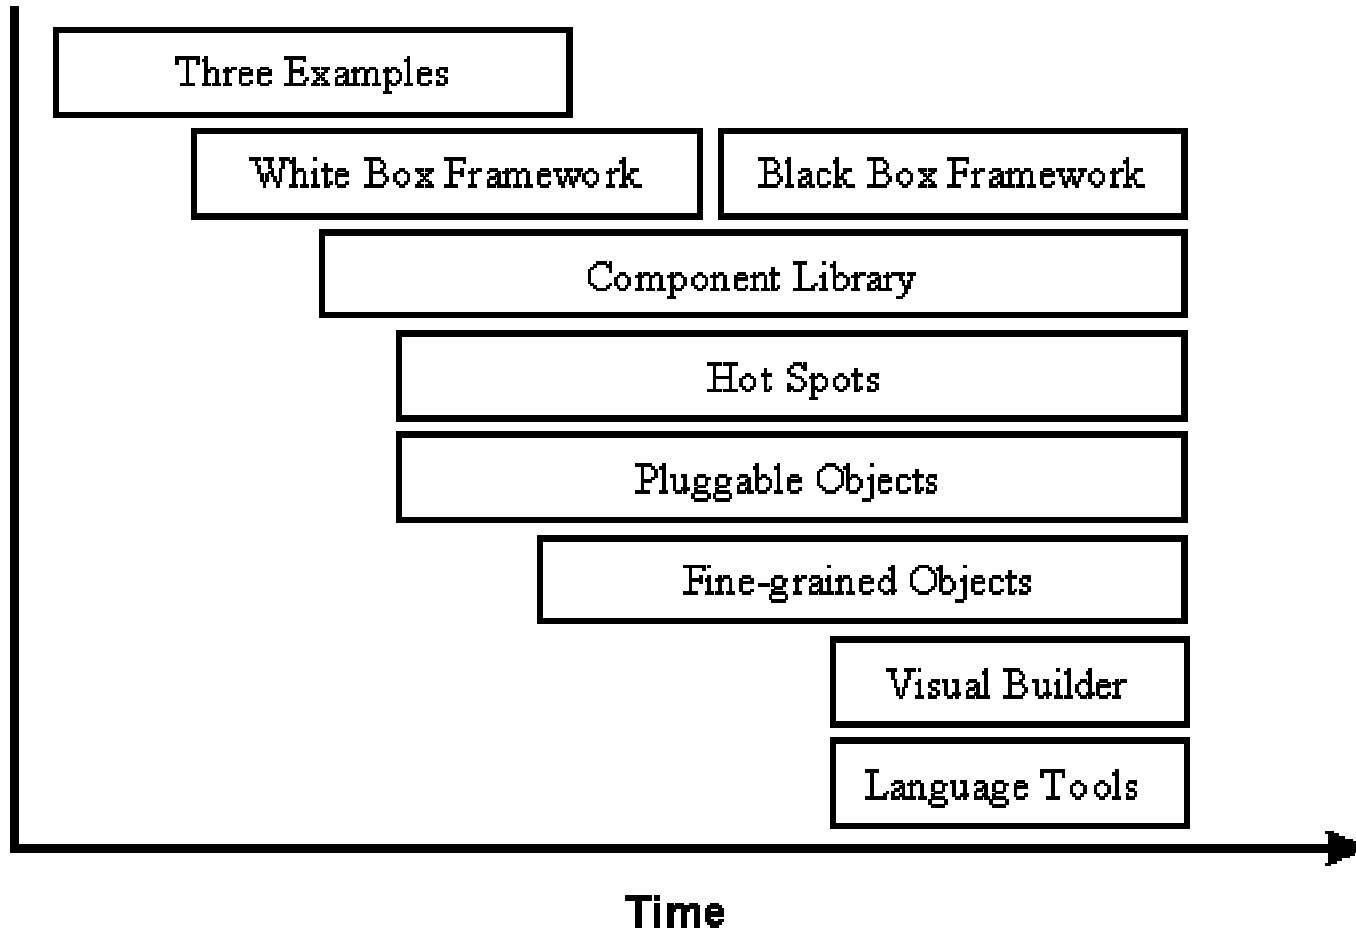 Three Examples
White Box Framework
Black Box Framework
Component Library
Hot Spots
Pluggable Objects
Fine-grained Objects
Visual Builder
Language Tools
Time